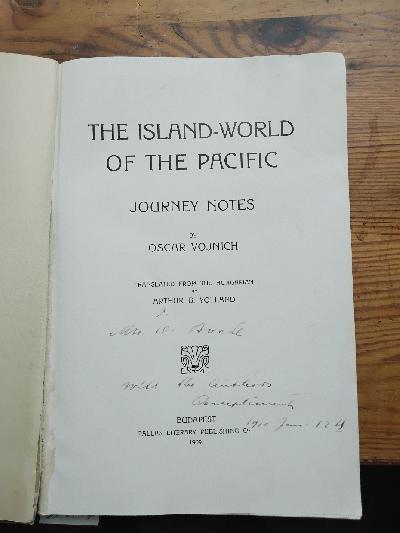 THE ISLAND-WORLD
OF THE PACIFIC
JOURNEY NOTES
BY
OSCAR VOJNICH
TRANSLATED FROM THE HUNGARIAN
BY
ARTHUR B. YOLLAND
With the author's
Compliments
BUDAPEST
1910 Jan.
PALLAS LITERARY PUBLISHING Co
1909.